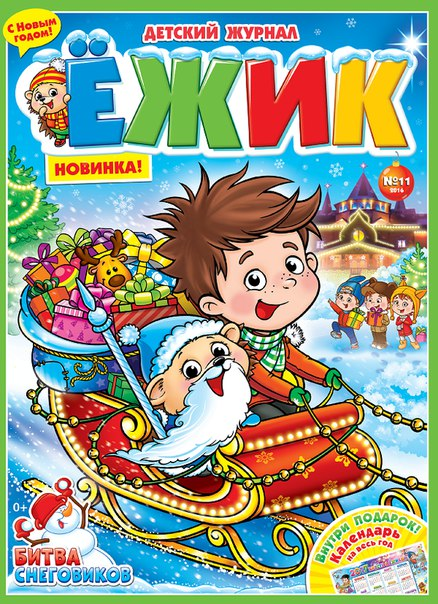 С Новым
годом!
ДЕТСКИЙ ЖУРНАЛ
ЁЖИК
НОВИНКА!
№11
2016
0+
БИТВА
СНЕГОВИКОВ
ВНУТРИ ПОДАРОК!
Календарь
на весь год